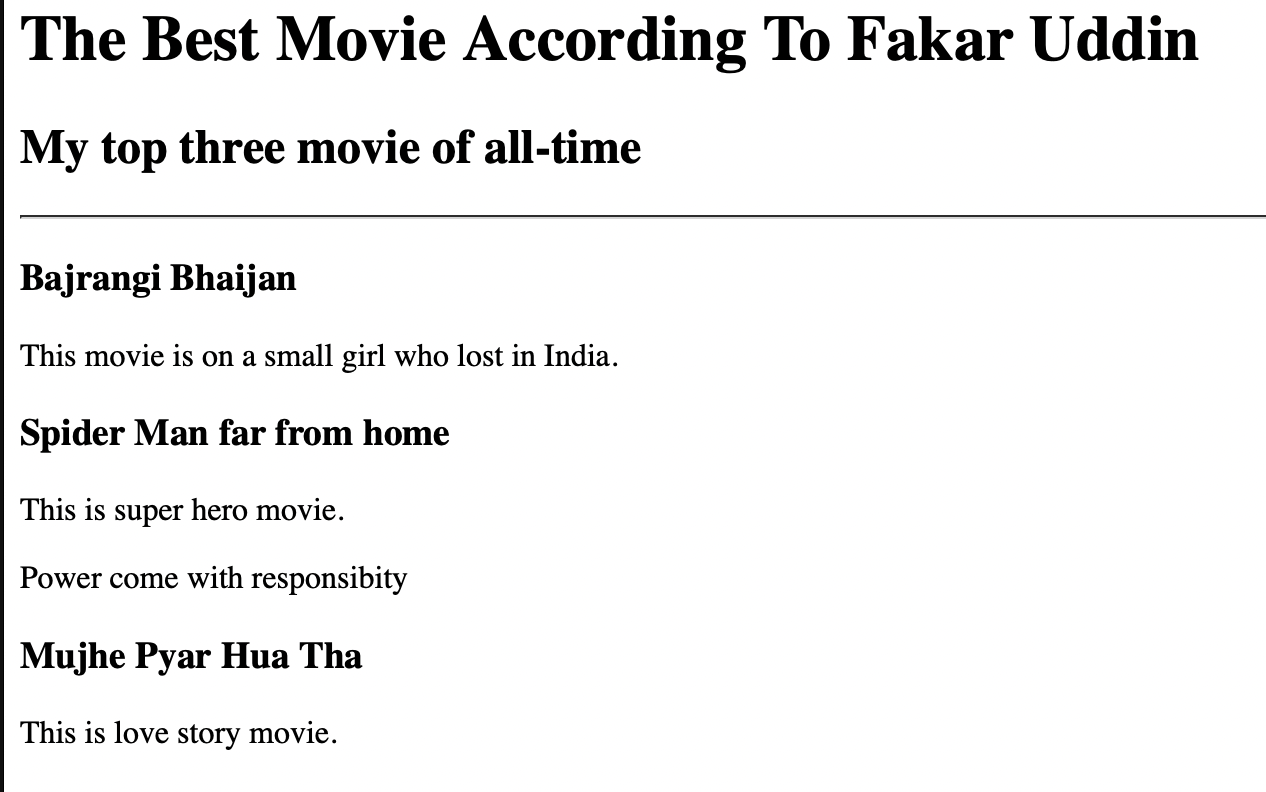 The Best Movie According To Fakar Uddin
My top three movie of all-time
Bajrangi Bhaijan
This movie is on a small girl who lost in India.
Spider Man far from home
This is super hero movie.
Power come with responsibity
Mujhe Pyar Hua Tha
This is love story movie.